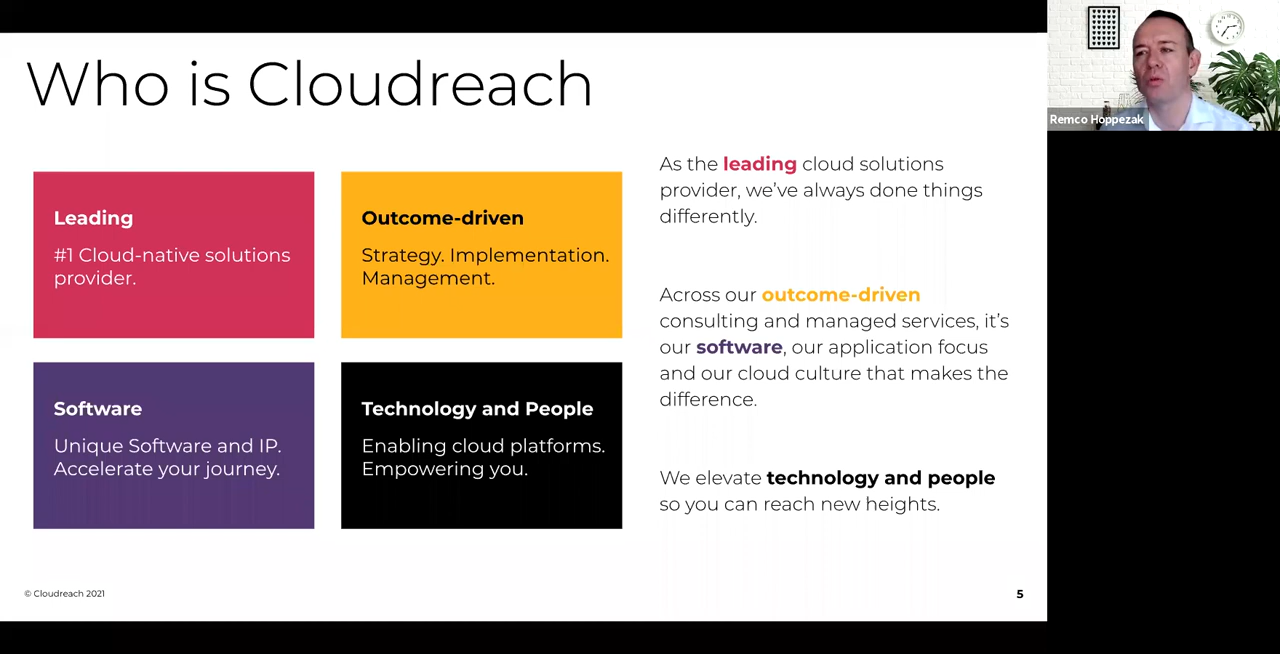 Who is Cloudreach
Leading
#1 Cloud-native solutions
provider.
Outcome-driven
Strategy. Implementation.
Management.
Software
Unique Software and IP.
Accelerate your journey.
Technology and People
Enabling cloud platforms.
Empowering you.
As the leading cloud solutions
provider, we’ve always done things
differently.
Across our outcome-driven
consulting and managed services, it’s
our software, our application focus
and our cloud culture that makes the
difference.
We elevate technology and people
so you can reach new heights.
© Cloudreach 2021
5
Remco Hoppezak